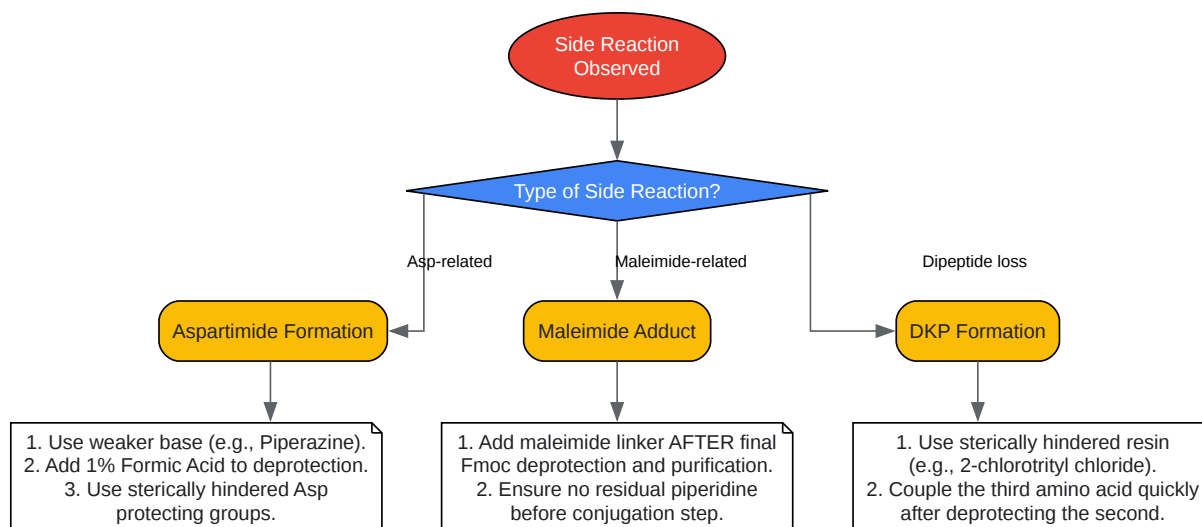 Side Reaction
Observed
Type of Side Reaction?
Asp-related
Maleimide-related
Dipeptide loss
Aspartimide Formation
Maleimide Adduct
DKP Formation
1. Use weaker base (e.g., Piperazine).
2. Add 1% Formic Acid to deprotection.
3. Use sterically hindered Asp
protecting groups.
1. Add maleimide linker AFTER final
Fmoc deprotection and purification.
2. Ensure no residual piperidine
before conjugation step.
1. Use sterically hindered resin
(e.g., 2-chlorotrityl chloride).
2. Couple the third amino acid quickly
after deprotecting the second.